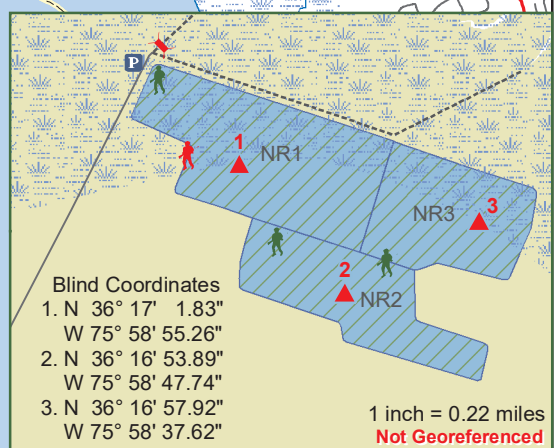 P
1
NR1
NR3
3
2
NR2
Blind Coordinates
1. N 36° 17' 1.83"
W 75° 58' 55.26"
2. N 36° 16' 53.89"
W 75° 58' 47.74"
3. N 36° 16' 57.92"
W 75° 58' 37.62"
1 inch = 0.22 miles
Not Georeferenced